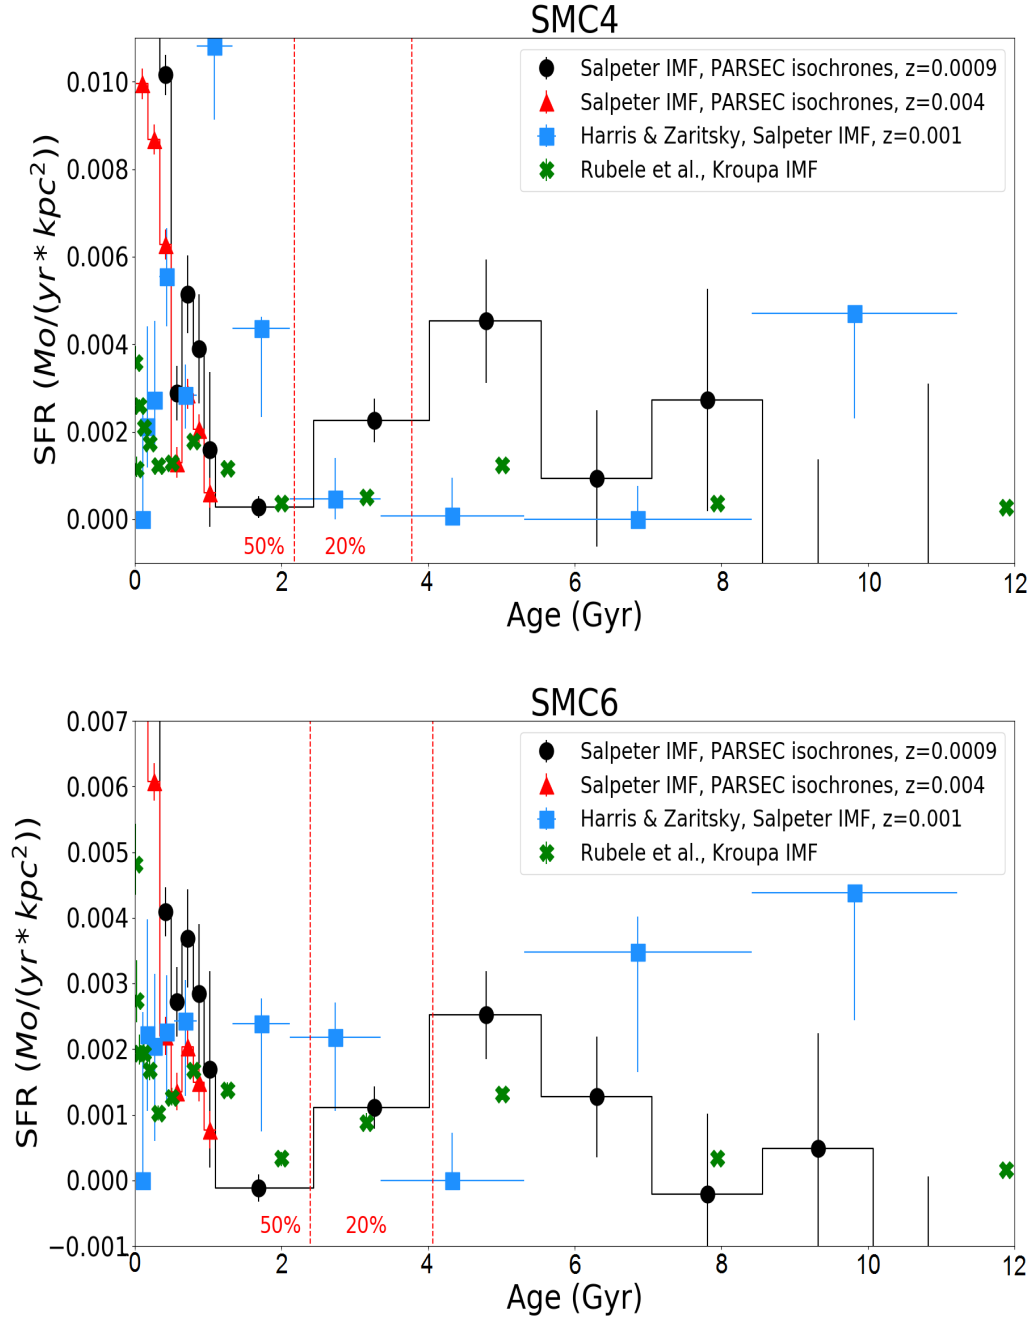 SMC4
Salpeter IMF, PARSEC isochrones, z=0.0009
Salpeter IMF, PARSEC isochrones, z=0.004
Harris & Zaritsky, Salpeter IMF, z=0.001
Rubele et al., Kroupa IMF
SFR (Mo/(yr * kpc²))
0.010
0.008
0.006
0.004
0.002
0.000
50% 20%
0 2 4 6 8 10 12
Age (Gyr)
SMC6
Salpeter IMF, PARSEC isochrones, z=0.0009
Salpeter IMF, PARSEC isochrones, z=0.004
Harris & Zaritsky, Salpeter IMF, z=0.001
Rubele et al., Kroupa IMF
SFR (Mo/(yr * kpc²))
0.007
0.006
0.005
0.004
0.003
0.002
0.001
0.000
−0.001
50% 20%
0 2 4 6 8 10 12
Age (Gyr)